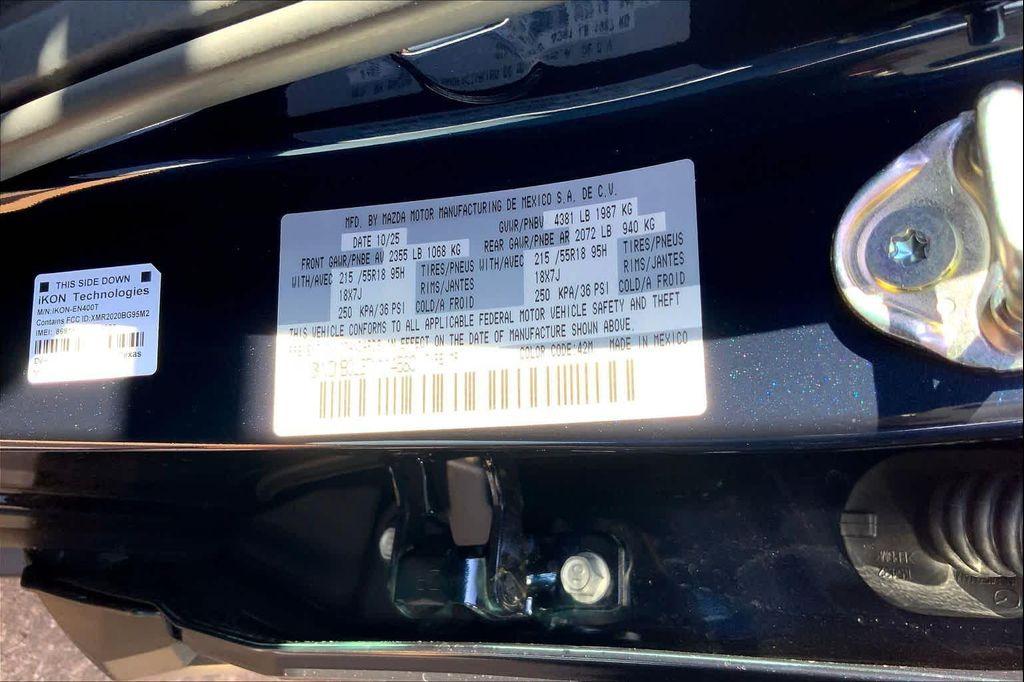 THIS SIDE DOWN
iKON Technologies
M/N:IKON-EN400T
Contains FCC ID:XMR2020BG95M2
IMEI:
MFD. BY MAZDA MOTOR MANUFACTURING DE MEXICO S.A. DE C.V.
DATE 10/25 GVWR/PNBV 4381 LB 1987 KG
FRONT GAWR/PNBE AV 2355 LB 1068 KG REAR GAWR/PNBE AR 2072 LB 940 KG
WITH/AVEC 215/55R18 95H TIRES/PNEUS WITH/AVEC 215/55R18 95H TIRES/PNEUS
18X7J RIMS/JANTES 18X7J RIMS/JANTES
250 KPA/36 PSI COLD/A FROID 250 KPA/36 PSI COLD/A FROID
THIS VEHICLE CONFORMS TO ALL APPLICABLE FEDERAL MOTOR VEHICLE SAFETY AND THEFT
IN EFFECT ON THE DATE OF MANUFACTURE SHOWN ABOVE.
COLOR CODE:42M MADE IN MEXICO